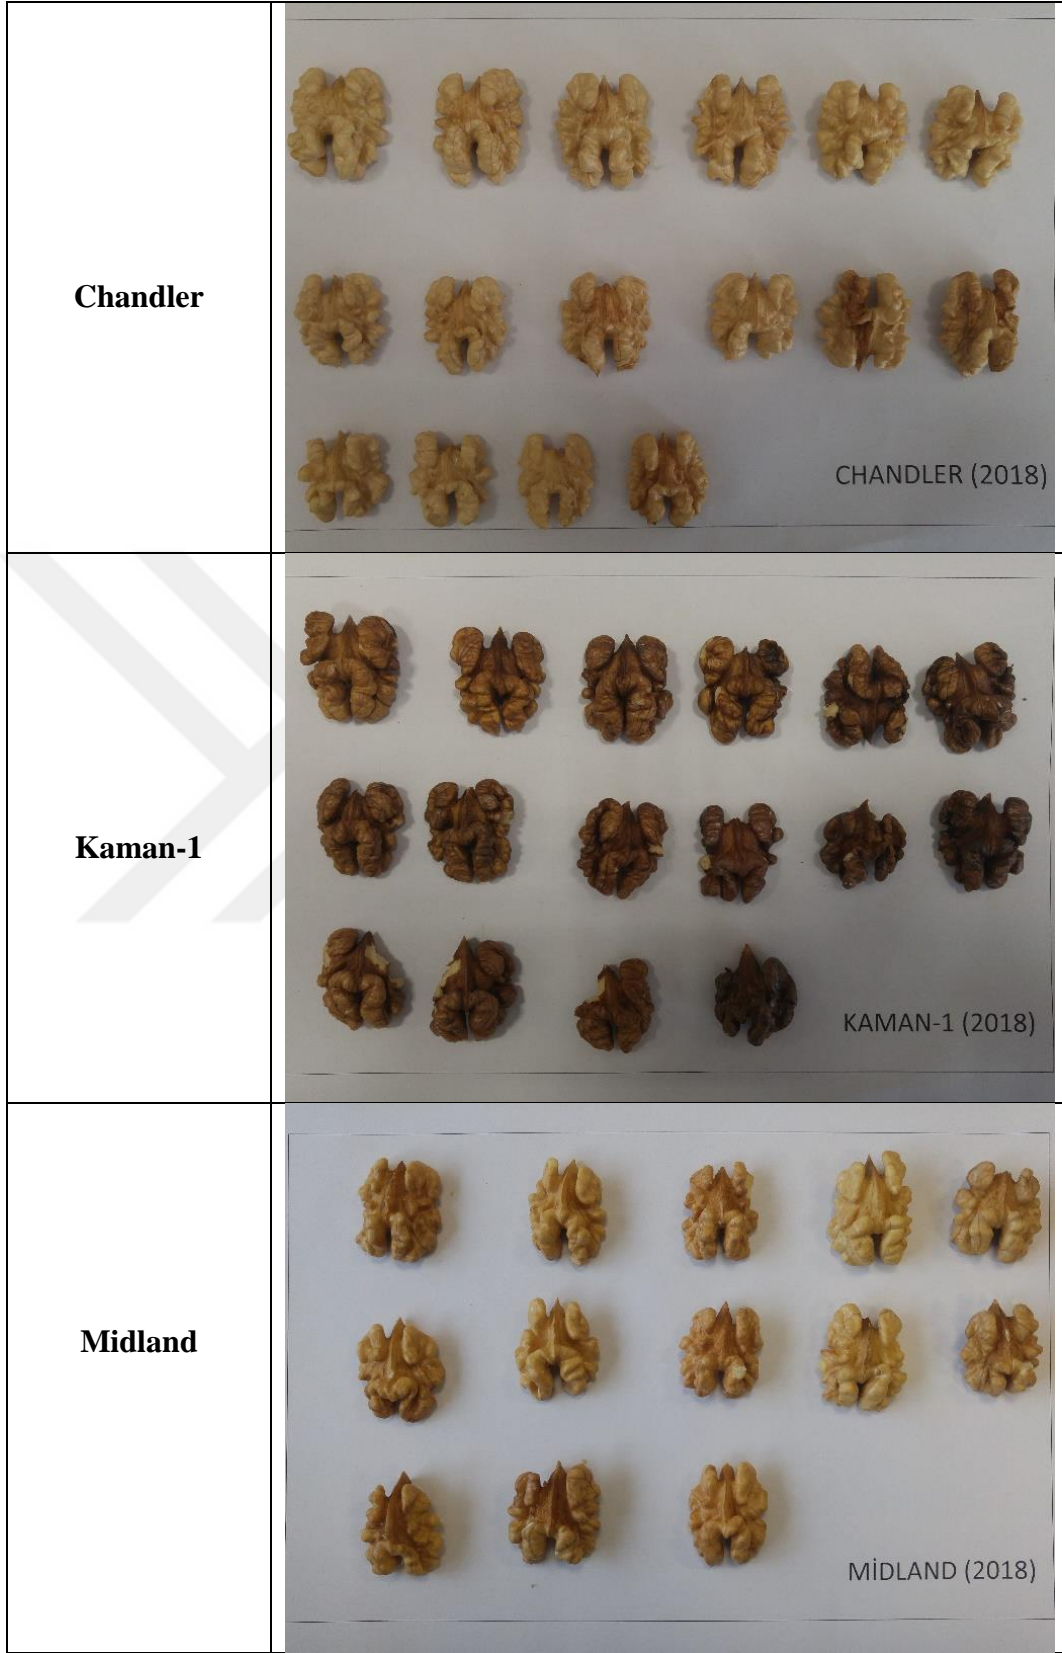 Chandler
CHANDLER (2018)
Kaman-1
KAMAN-1 (2018)
Midland
MİDLAND (2018)